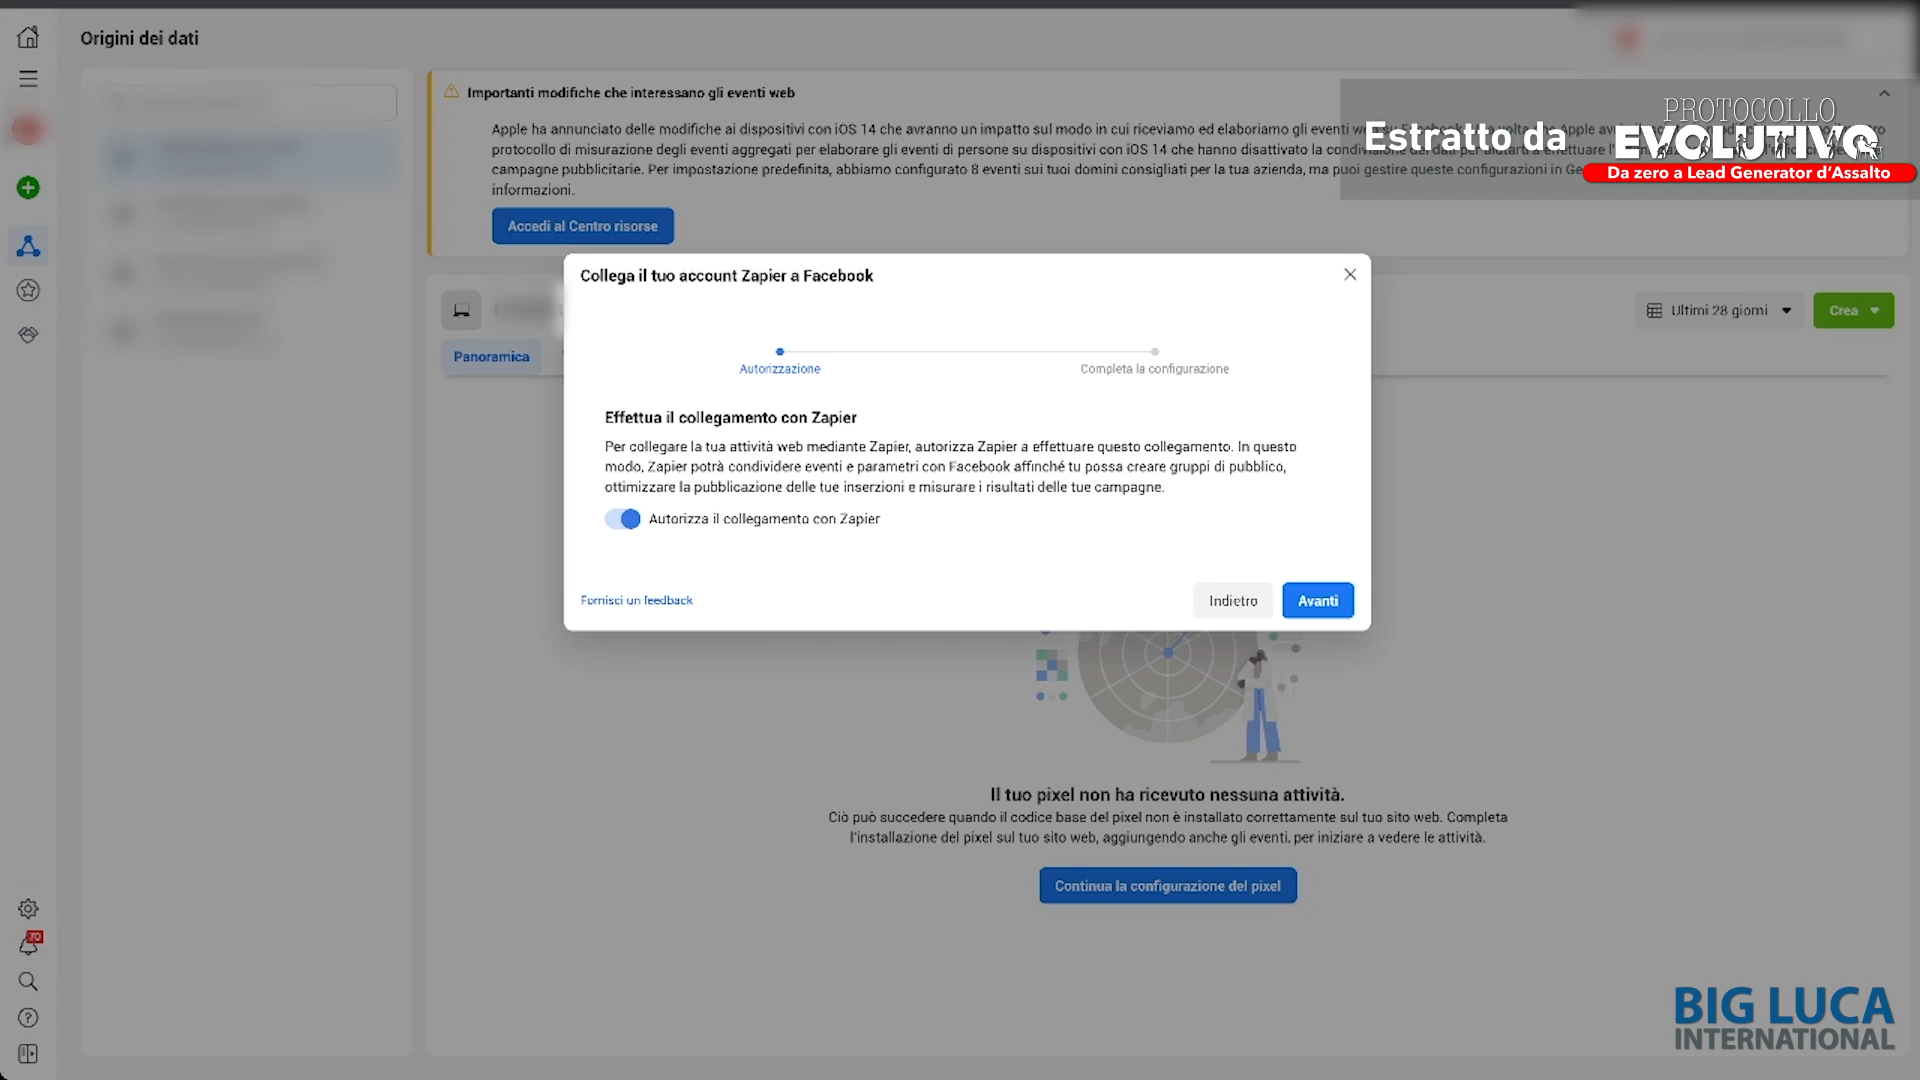 Origini dei dati
Importanti modifiche che interessano gli eventi web
Apple ha annunciato delle modifiche ai dispositivi con iOS 14 che avranno un impatto sul modo in cui riceviamo ed elaboriamo gli eventi
protocollo di misurazione degli eventi aggregati per elaborare gli eventi di persone su dispositivi con iOS 14 che hanno disattivato la
campagne pubblicitarie. Per impostazione predefinita, abbiamo configurato 8 eventi sui tuoi domini consigliati per la tua azienda, ma puoi gestire queste configurazioni in
informazioni.
Accedi al Centro risorse
Estratto da
PROTOCOLLO
EVOLUTIVO
Da zero a Lead Generator d'Assalto
Collega il tuo account Zapier a Facebook
Autorizzazione
Completa la configurazione
Effettua il collegamento con Zapier
Per collegare la tua attività web mediante Zapier, autorizza Zapier a effettuare questo collegamento. In questo
modo, Zapier potrà condividere eventi e parametri con Facebook affinché tu possa creare gruppi di pubblico,
ottimizzare la pubblicazione delle tue inserzioni e misurare i risultati delle tue campagne.
Autorizza il collegamento con Zapier
Fornisci un feedback
Indietro
Avanti
Panoramica
Ultimi 28 giorni
Crea
Il tuo pixel non ha ricevuto nessuna attività.
Ciò può succedere quando il codice base del pixel non è installato correttamente sul tuo sito web. Completa
l'installazione del pixel sul tuo sito web, aggiungendo anche gli eventi, per iniziare a vedere le attività.
Continua la configurazione del pixel
BIG LUCA
INTERNATIONAL